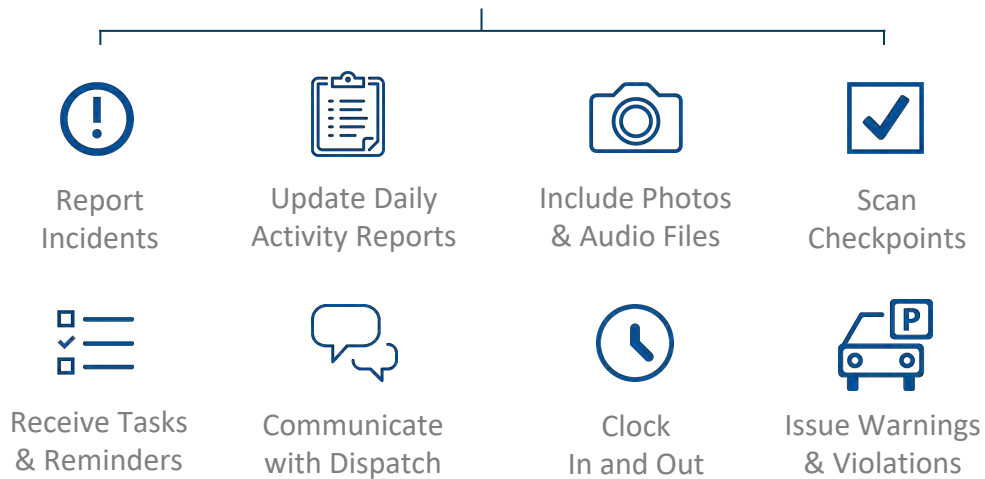 Report
Incidents
Update Daily
Activity Reports
Include Photos
& Audio Files
Scan
Checkpoints
P
Receive Tasks
& Reminders
Communicate
with Dispatch
Clock
In and Out
Issue Warnings
& Violations